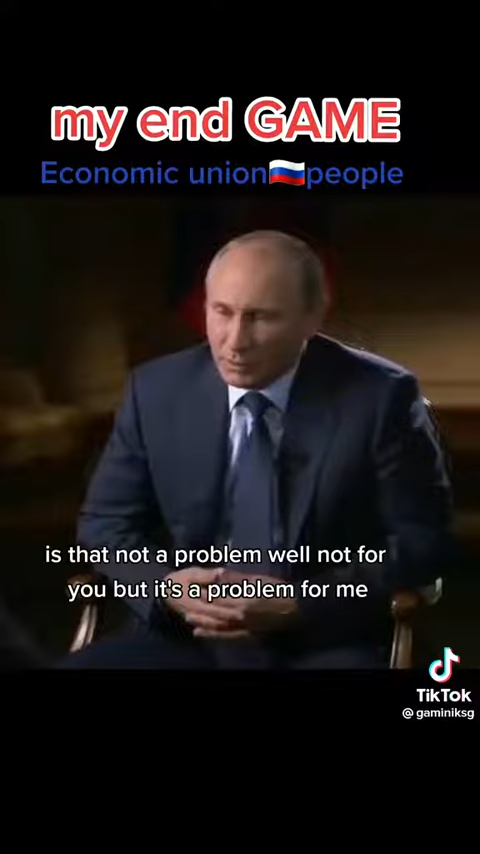 my end GAME
Economic union🇷🇺people
is that not a problem well not for
you but it's a problem for me
TikTok
@gaminiksg